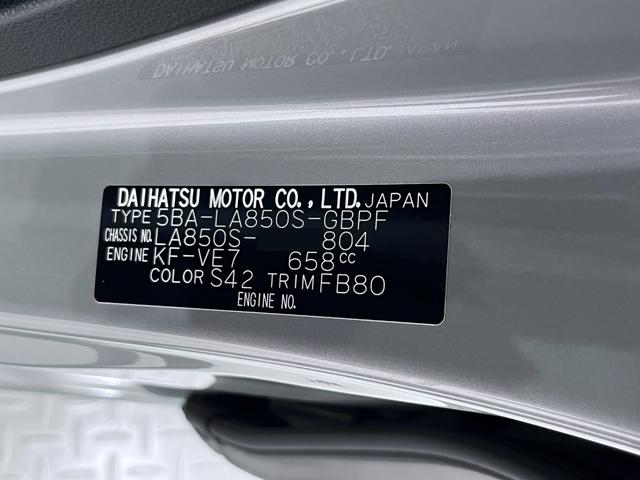 DAIHATSU MOTOR CO., LTD. JAPAN
TYPE 5BA-LA850S-GBPF
CHASSIS NO. LA850S- 804
ENGINE KF-VE7 658CC
COLOR S42 TRIM FB80
ENGINE NO.